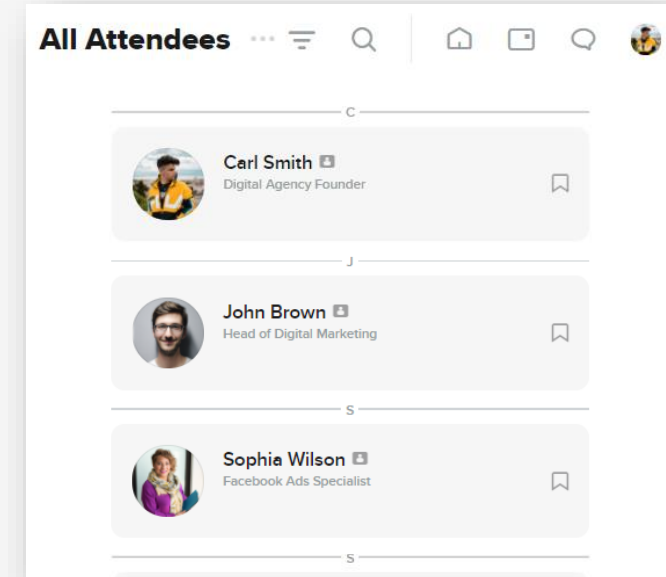 All Attendees
C
Carl Smith
Digital Agency Founder
J
John Brown
Head of Digital Marketing
S
Sophia Wilson
Facebook Ads Specialist
S